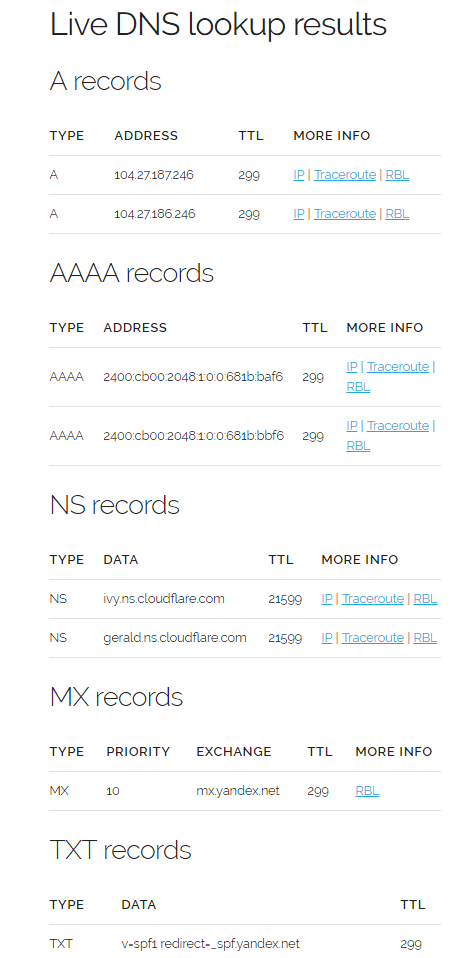 Live DNS lookup results
A records
TYPE ADDRESS TTL MORE INFO
A 104.27.187.246 299 IP | Traceroute | RBL
A 104.27.186.246 299 IP | Traceroute | RBL
AAAA records
TYPE ADDRESS TTL MORE INFO
AAAA 2400:cb00:2048:1:0:0:681b:baf6 299 IP | Traceroute |
RBL
AAAA 2400:cb00:2048:1:0:0:681b:bbf6 299 IP | Traceroute |
RBL
NS records
TYPE DATA TTL MORE INFO
NS ivy.ns.cloudflare.com 21599 IP | Traceroute | RBL
NS gerald.ns.cloudflare.com 21599 IP | Traceroute | RBL
MX records
TYPE PRIORITY EXCHANGE TTL MORE INFO
MX 10 mx.yandex.net 299 RBL
TXT records
TYPE DATA TTL
TXT v=spf1 redirect=_spf.yandex.net 299